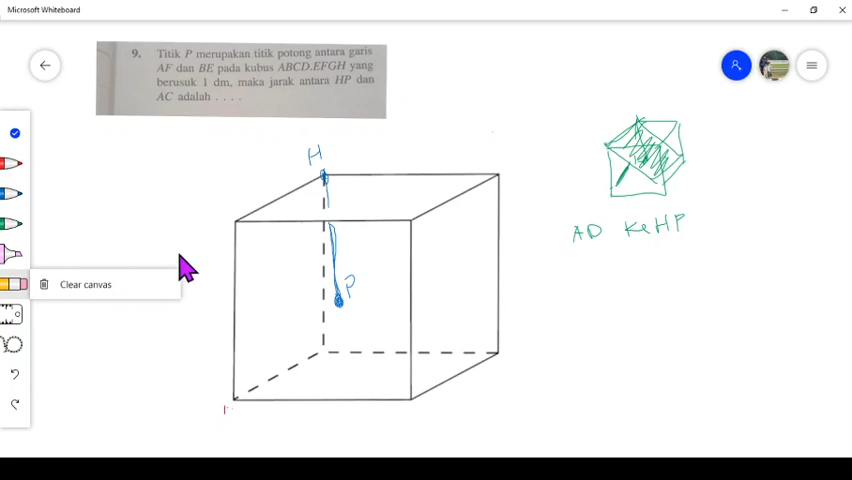 Microsoft Whiteboard
9. Titik P merupakan titik potong antara garis
AF dan BE pada kubus ABCD.EFGH yang
berusuk 1 dm, maka jarak antara HP dan
AC adalah . . . .
H
P
AD Ke HP
Clear canvas